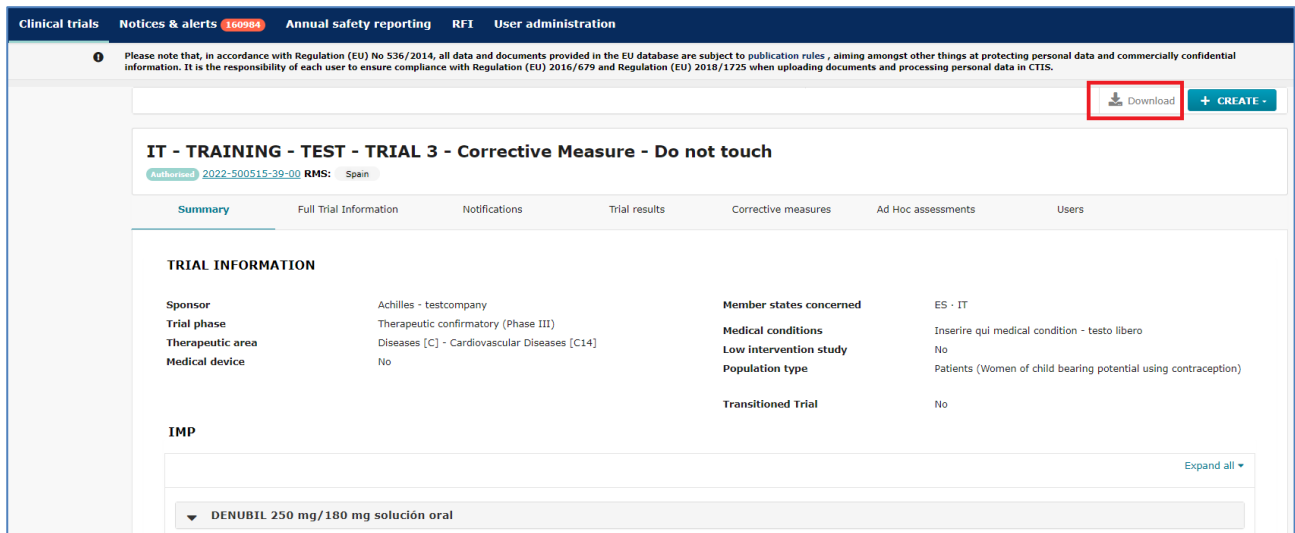 Clinical trials Notices & alerts 160984 Annual safety reporting RFI User administration
Please note that, in accordance with Regulation (EU) No 536/2014, all data and documents provided in the EU database are subject to publication rules , aiming amongst other things at protecting personal data and commercially confidential
information. It is the responsibility of each user to ensure compliance with Regulation (EU) 2016/679 and Regulation (EU) 2018/1725 when uploading documents and processing personal data in CTIS.
Download + CREATE
IT - TRAINING - TEST - TRIAL 3 - Corrective Measure - Do not touch
Authorised 2022-500515-39-00 RMS: Spain
Summary Full Trial Information Notifications Trial results Corrective measures Ad Hoc assessments Users
TRIAL INFORMATION
Sponsor Achilles - testcompany
Trial phase Therapeutic confirmatory (Phase III)
Therapeutic area Diseases [C] - Cardiovascular Diseases [C14]
Medical device No
Member states concerned ES · IT
Medical conditions Inserire qui medical condition - testo libero
Low intervention study No
Population type Patients (Women of child bearing potential using contraception)
Transitioned Trial No
IMP
Expand all
DENUBIL 250 mg/180 mg solución oral